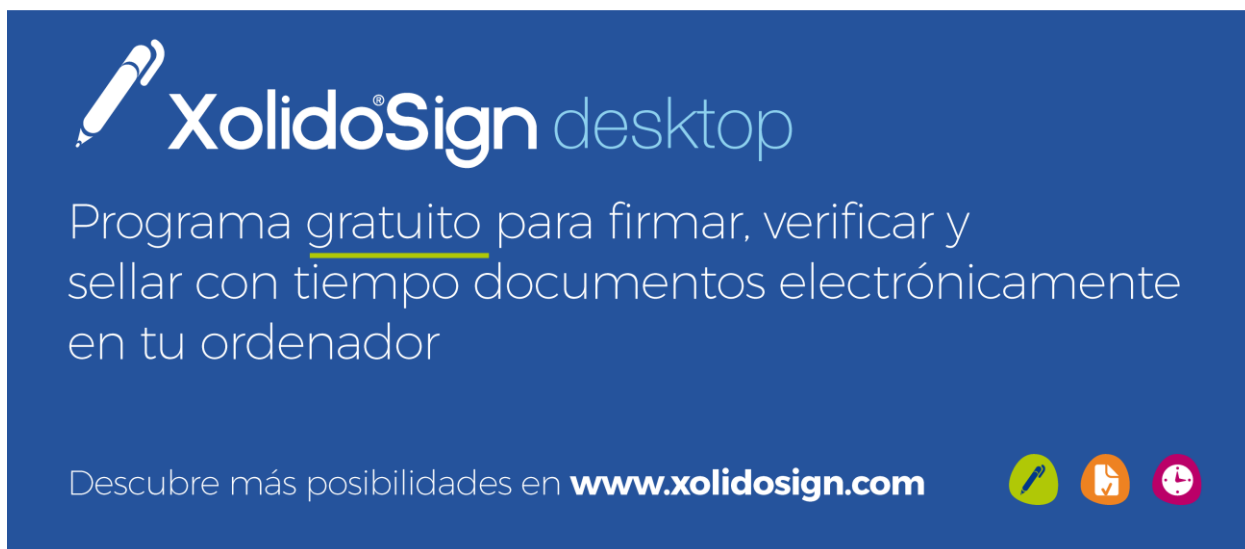 XolidoSign® desktop
Programa gratuito para firmar, verificar y
sellar con tiempo documentos electrónicamente
en tu ordenador
Descubre más posibilidades en www.xolidosign.com